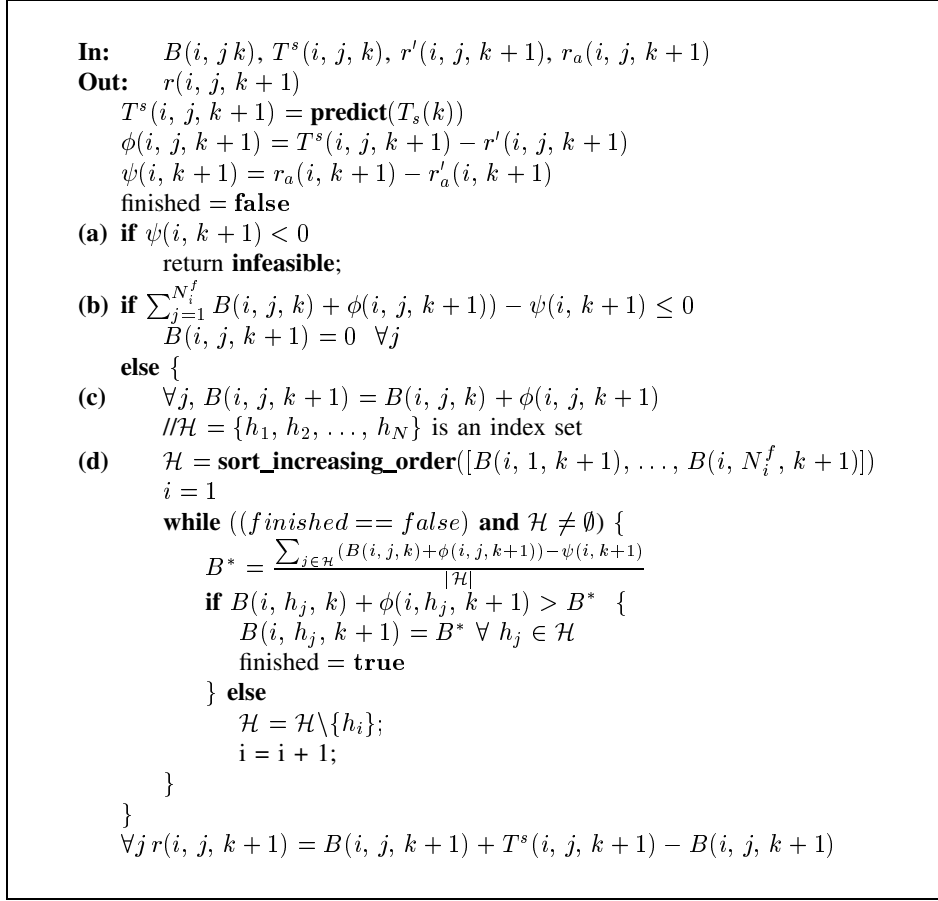 In: B(i, j k), T^s(i, j, k), r'(i, j, k + 1), r_a(i, j, k + 1)
Out: r(i, j, k + 1)
T^s(i, j, k + 1) = predict(T_s(k))
ϕ(i, j, k + 1) = T^s(i, j, k + 1) − r'(i, j, k + 1)
ψ(i, k + 1) = r_a(i, k + 1) − r'_a(i, k + 1)
finished = false
(a) if ψ(i, k + 1) < 0
return infeasible;
(b) if ∑_{j=1}^{N_i^f} B(i, j, k) + ϕ(i, j, k + 1)) − ψ(i, k + 1) ≤ 0
B(i, j, k + 1) = 0 ∀j
else {
(c) ∀j, B(i, j, k + 1) = B(i, j, k) + ϕ(i, j, k + 1)
//ℋ = {h_1, h_2, ..., h_N} is an index set
(d) ℋ = sort_increasing_order([B(i, 1, k + 1), ..., B(i, N_i^f, k + 1)])
i = 1
while ((finished == false) and ℋ ≠ ∅) {
B^* = \frac{∑_{j∈ℋ}(B(i, j, k)+ϕ(i, j, k+1))−ψ(i, k+1)}{|ℋ|}
if B(i, h_j, k) + ϕ(i, h_j, k + 1) > B^* {
B(i, h_j, k + 1) = B^* ∀ h_j ∈ ℋ
finished = true
} else
ℋ = ℋ\{h_i};
i = i + 1;
}
}
∀j r(i, j, k + 1) = B(i, j, k + 1) + T^s(i, j, k + 1) − B(i, j, k + 1)